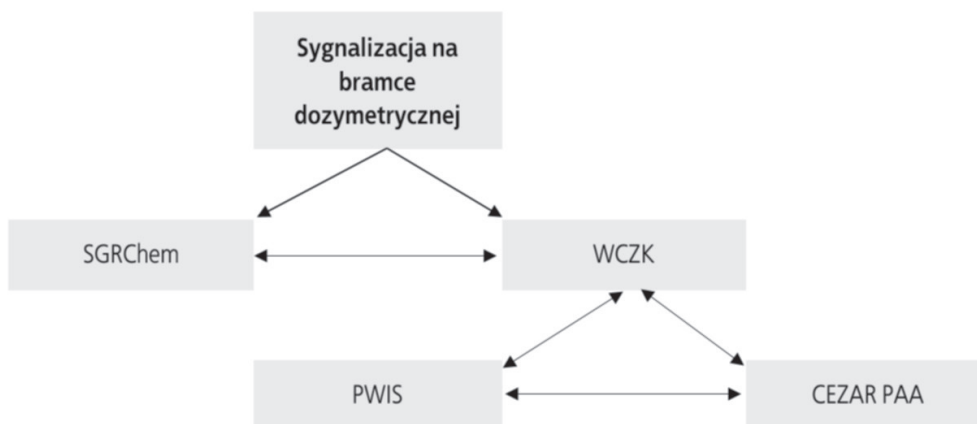 Sygnalizacja na
bramce
dozymetrycznej
SGRChem
WCZK
PWIS
CEZAR PAA